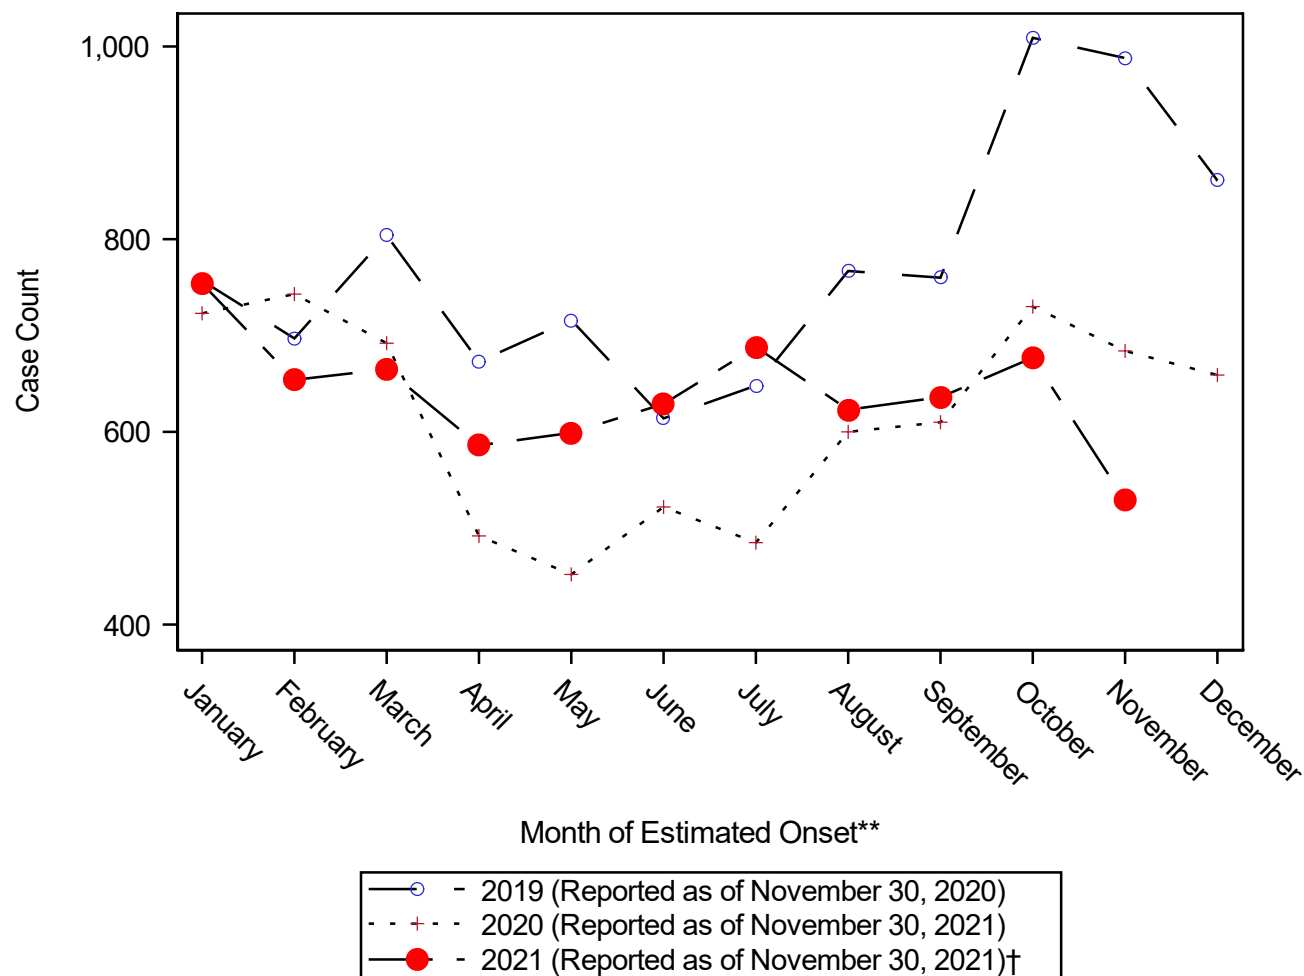 1,000
800
600
400
Case Count
January
February
March
April
May
June
July
August
September
October
November
December
Month of Estimated Onset**
2019 (Reported as of November 30, 2020)
2020 (Reported as of November 30, 2021)
2021 (Reported as of November 30, 2021)†